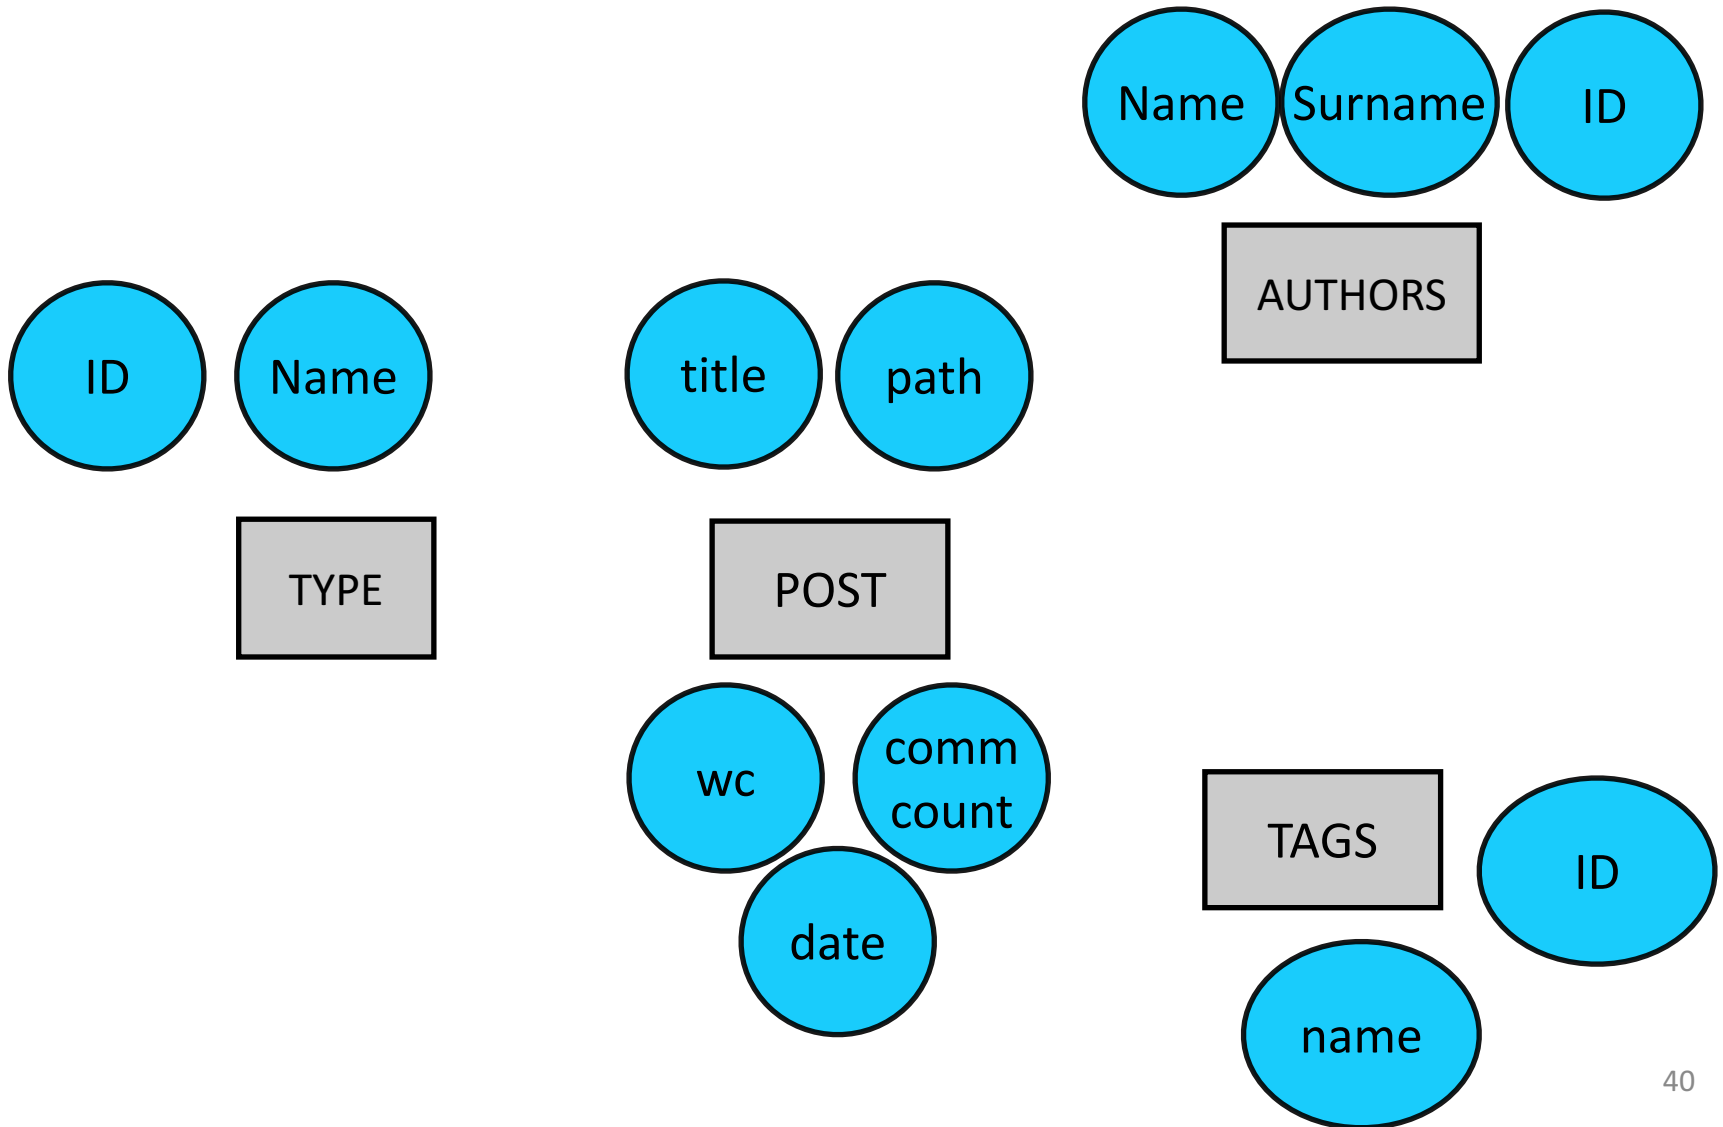 Name
Surname
ID
AUTHORS
ID
Name
title
path
TYPE
POST
wc
comm
count
date
TAGS
ID
name
40